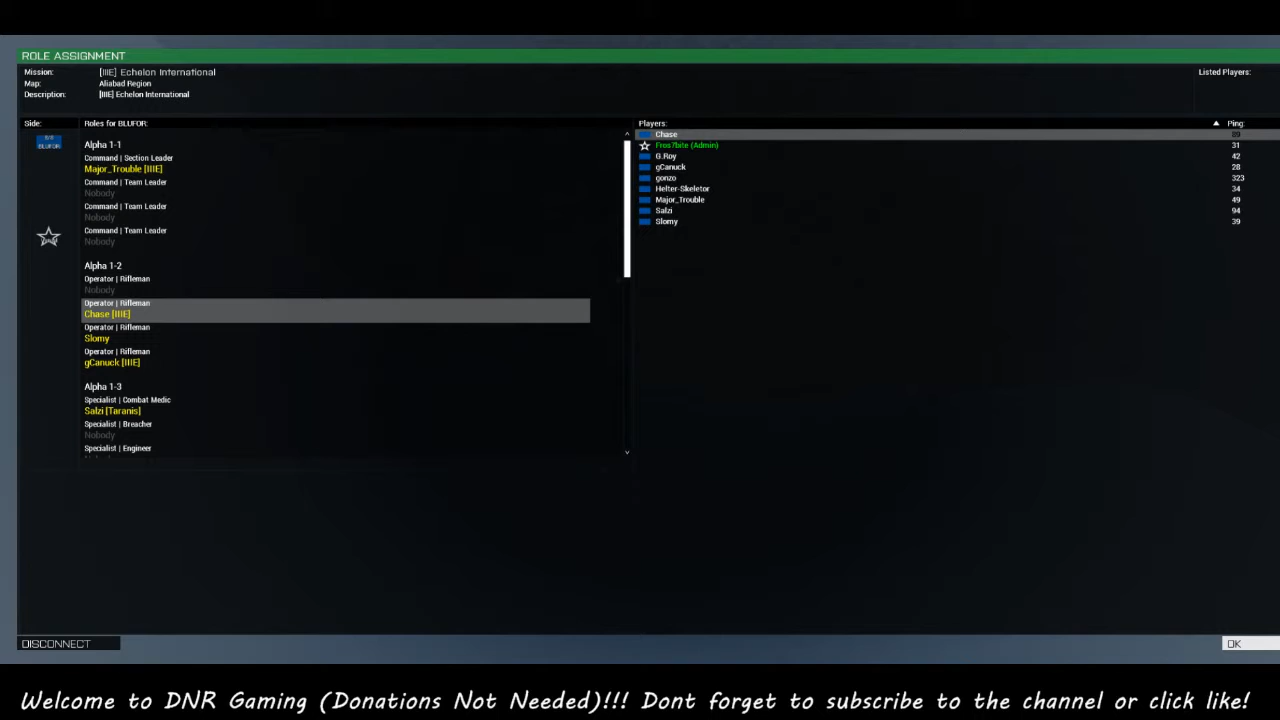 ROLE ASSIGNMENT
Mission: [IIIE] Echelon International
Map: Aliabad Region
Description: [IIIE] Echelon International
Listed Players:
Side:
BLUFOR
Roles for BLUFOR:
Alpha 1-1
Command | Section Leader
Major_Trouble [IIIE]
Command | Team Leader
Nobody
Command | Team Leader
Nobody
Command | Team Leader
Nobody
Alpha 1-2
Operator | Rifleman
Nobody
Operator | Rifleman
Chase [IIIE]
Operator | Rifleman
Slomy
Operator | Rifleman
gCanuck [IIIE]
Alpha 1-3
Specialist | Combat Medic
Salzi [Taranis]
Specialist | Breacher
Nobody
Specialist | Engineer
Players: Ping:
Chase 89
Fros7bite (Admin) 31
G.Roy 42
gCanuck 28
gonzo 323
Helter-Skeletor 34
Major_Trouble 49
Salzi 94
Slomy 39
DISCONNECT
OK
Welcome to DNR Gaming (Donations Not Needed)!!! Dont forget to subscribe to the channel or click like!